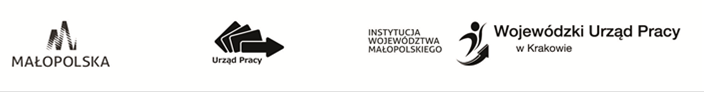 MAŁOPOLSKA
Urząd Pracy
INSTYTUCJA
WOJEWÓDZTWA
MAŁOPOLSKIEGO
Wojewódzki Urząd Pracy
w Krakowie